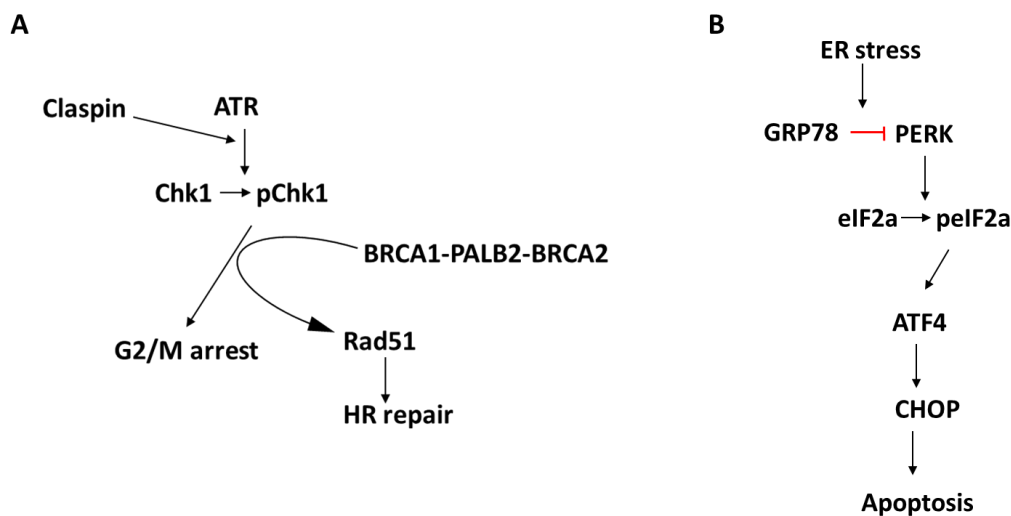 A
Claspin
ATR
Chk1
pChk1
BRCA1-PALB2-BRCA2
G2/M arrest
Rad51
HR repair
B
ER stress
GRP78
PERK
eIF2a
peIF2a
ATF4
CHOP
Apoptosis